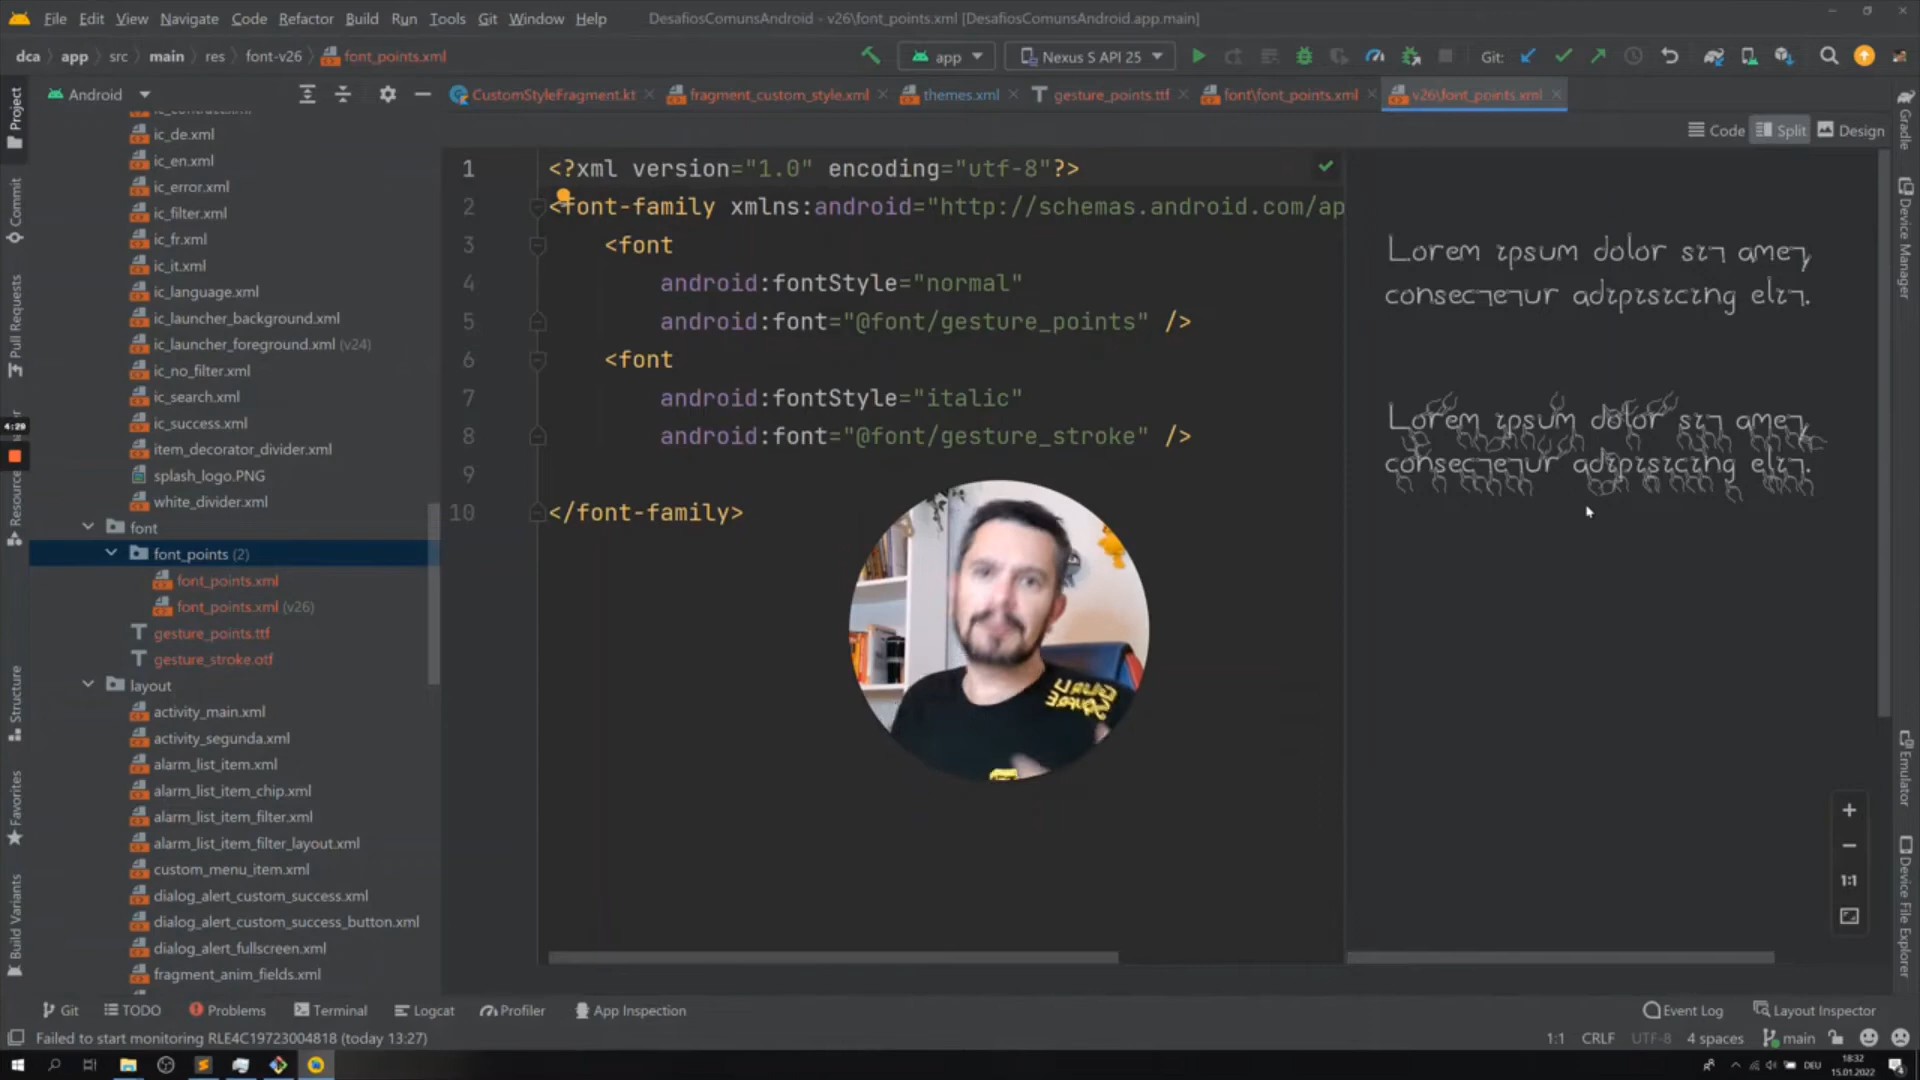 File Edit View Navigate Code Refactor Build Run Tools Git Window Help DesafiosComunsAndroid - v26\font_points.xml [DesafiosComunsAndroid.app.main]
dca app src main res font-v26 font_points.xml app Nexus S API 25 Git:
Android CustomStyleFragment.kt fragment_custom_style.xml themes.xml gesture_points.ttf font\font_points.xml v26\font_points.xml
Code Split Design
Project
Commit
Pull Requests
Structure
Favorites
Build Variants
4:29
ic_de.xml
ic_en.xml
ic_error.xml
ic_filter.xml
ic_fr.xml
ic_it.xml
ic_language.xml
ic_launcher_background.xml
ic_launcher_foreground.xml (v24)
ic_no_filter.xml
ic_search.xml
ic_success.xml
item_decorator_divider.xml
splash_logo.PNG
white_divider.xml
font
font_points (2)
font_points.xml
font_points.xml (v26)
gesture_points.ttf
gesture_stroke.otf
layout
activity_main.xml
activity_segunda.xml
alarm_list_item.xml
alarm_list_item_chip.xml
alarm_list_item_filter.xml
alarm_list_item_filter_layout.xml
custom_menu_item.xml
dialog_alert_custom_success.xml
dialog_alert_custom_success_button.xml
dialog_alert_fullscreen.xml
fragment_anim_fields.xml
1 <?xml version="1.0" encoding="utf-8"?>
2 <font-family xmlns:android="http://schemas.android.com/ap
3 <font
4 android:fontStyle="normal"
5 android:font="@font/gesture_points" />
6 <font
7 android:fontStyle="italic"
8 android:font="@font/gesture_stroke" />
9
10 </font-family>
Lorem ipsum dolor sit amet,
consectetur adipisicing elit.
Lorem ipsum dolor sit amet,
consectetur adipisicing elit.
1:1
Gradle
Device Manager
Emulator
Device File Explorer
Git TODO Problems Terminal Logcat Profiler App Inspection Event Log Layout Inspector
Failed to start monitoring RLE4C19723004818 (today 13:27) 1:1 CRLF UTF-8 4 spaces main
DEU 18:32
15.01.2022